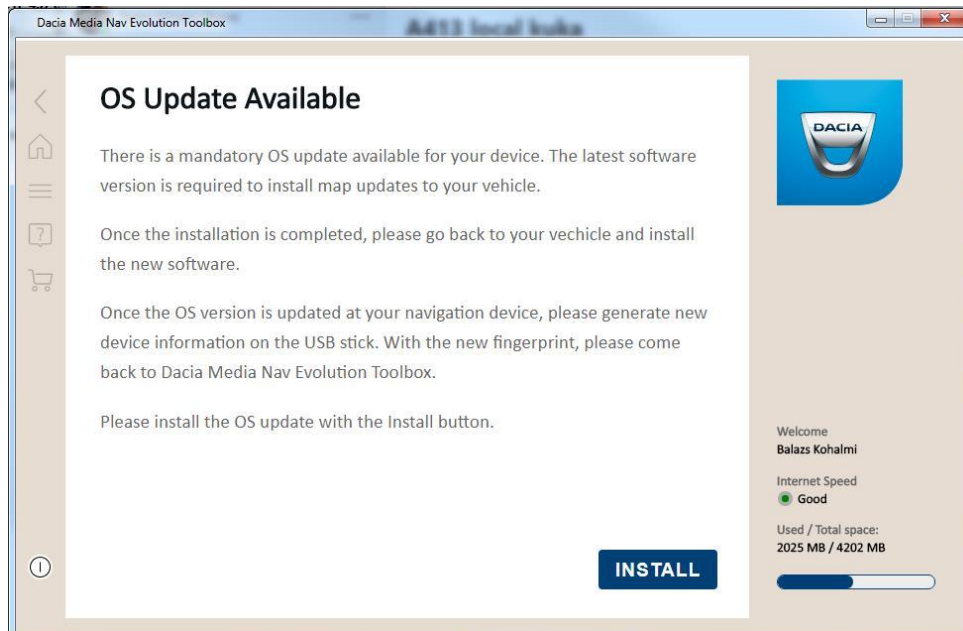 Dacia Media Nav Evolution Toolbox
A413 local kuka
OS Update Available
There is a mandatory OS update available for your device. The latest software
version is required to install map updates to your vehicle.
Once the installation is completed, please go back to your vechicle and install
the new software.
Once the OS version is updated at your navigation device, please generate new
device information on the USB stick. With the new fingerprint, please come
back to Dacia Media Nav Evolution Toolbox.
Please install the OS update with the Install button.
INSTALL
DACIA
Welcome
Balazs Kohalmi
Internet Speed
Good
Used / Total space:
2025 MB / 4202 MB